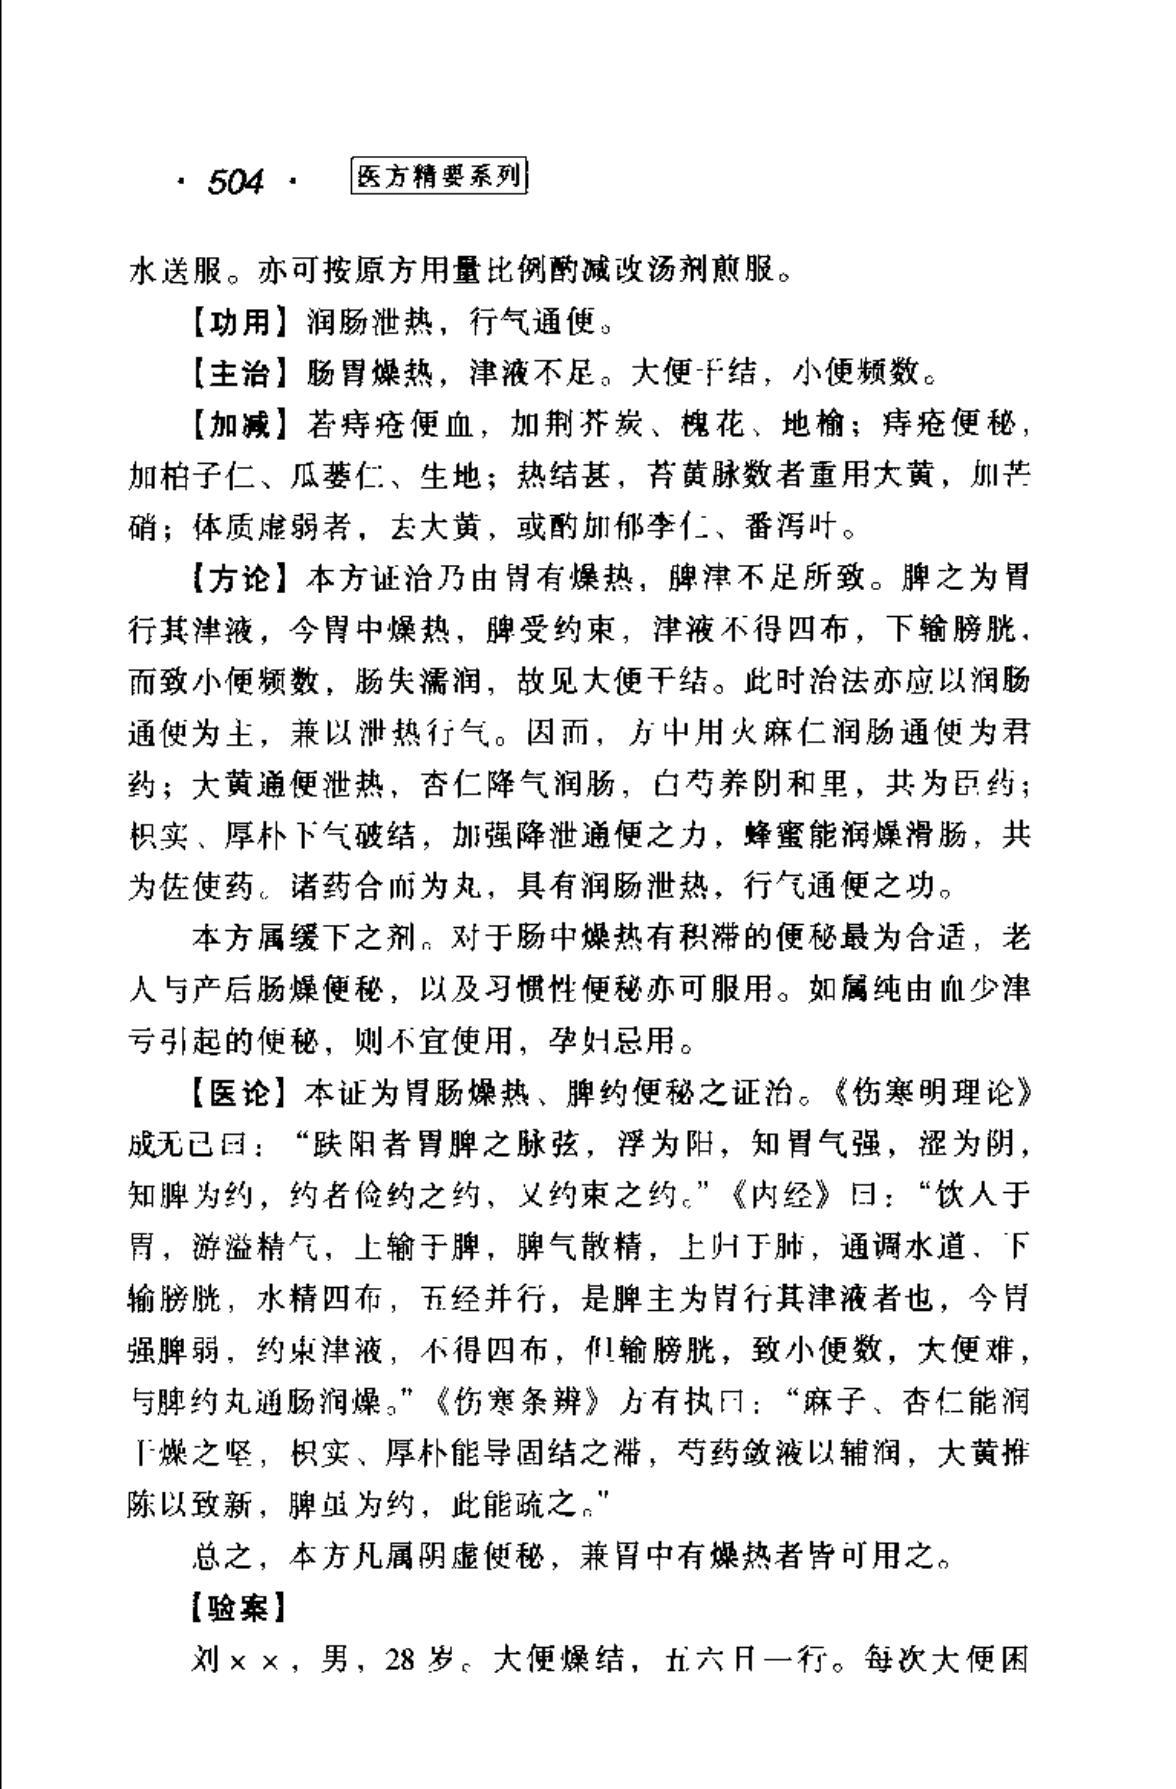 · 504 · 医方精要系列
水送服。亦可按原方用量比例酌减改汤剂煎服。
【功用】润肠泄热，行气通便。
【主治】肠胃燥热，津液不足。大便干结，小便频数。
【加减】若痔疮便血，加荆芥炭、槐花、地榆；痔疮便秘，
加柏子仁、瓜蒌仁、生地；热结甚，苔黄脉数者重用大黄，加芒
硝；体质虚弱者，去大黄，或酌加郁李仁、番泻叶。
【方论】本方证治乃由胃有燥热，脾津不足所致。脾之为胃
行其津液，今胃中燥热，脾受约束，津液不得四布，下输膀胱，
而致小便频数，肠失濡润，故见大便干结。此时治法亦应以润肠
通便为主，兼以泄热行气。因而，方中用火麻仁润肠通便为君
药；大黄通便泄热，杏仁降气润肠，白芍养阴和里，共为臣药；
枳实、厚朴下气破结，加强降泄通便之力，蜂蜜能润燥滑肠，共
为佐使药。诸药合而为丸，具有润肠泄热，行气通便之功。
本方属缓下之剂。对于肠中燥热有积滞的便秘最为合适，老
人与产后肠燥便秘，以及习惯性便秘亦可服用。如属纯由血少津
亏引起的便秘，则不宜使用，孕妇忌用。
【医论】本证为胃肠燥热、脾约便秘之证治。《伤寒明理论》
成无已曰：“趺阳者胃脾之脉弦，浮为阳，知胃气强，涩为阴，
知脾为约，约者俭约之约，又约束之约。”《内经》曰：“饮人于
胃，游溢精气，上输于脾，脾气散精，上归于肺，通调水道、下
输膀胱，水精四布，五经并行，是脾主为胃行其津液者也，今胃
强脾弱，约束津液，不得四布，但输膀胱，致小便数，大便难，
与脾约丸通肠润燥。”《伤寒条辨》方有执曰：“麻子、杏仁能润
干燥之坚，枳实、厚朴能导固结之滞，芍药敛液以辅润，大黄推
陈以致新，脾虽为约，此能疏之。”
总之，本方凡属阴虚便秘，兼胃中有燥热者皆可用之。
【验案】
刘××，男，28岁。大便燥结，五六日一行。每次大便困